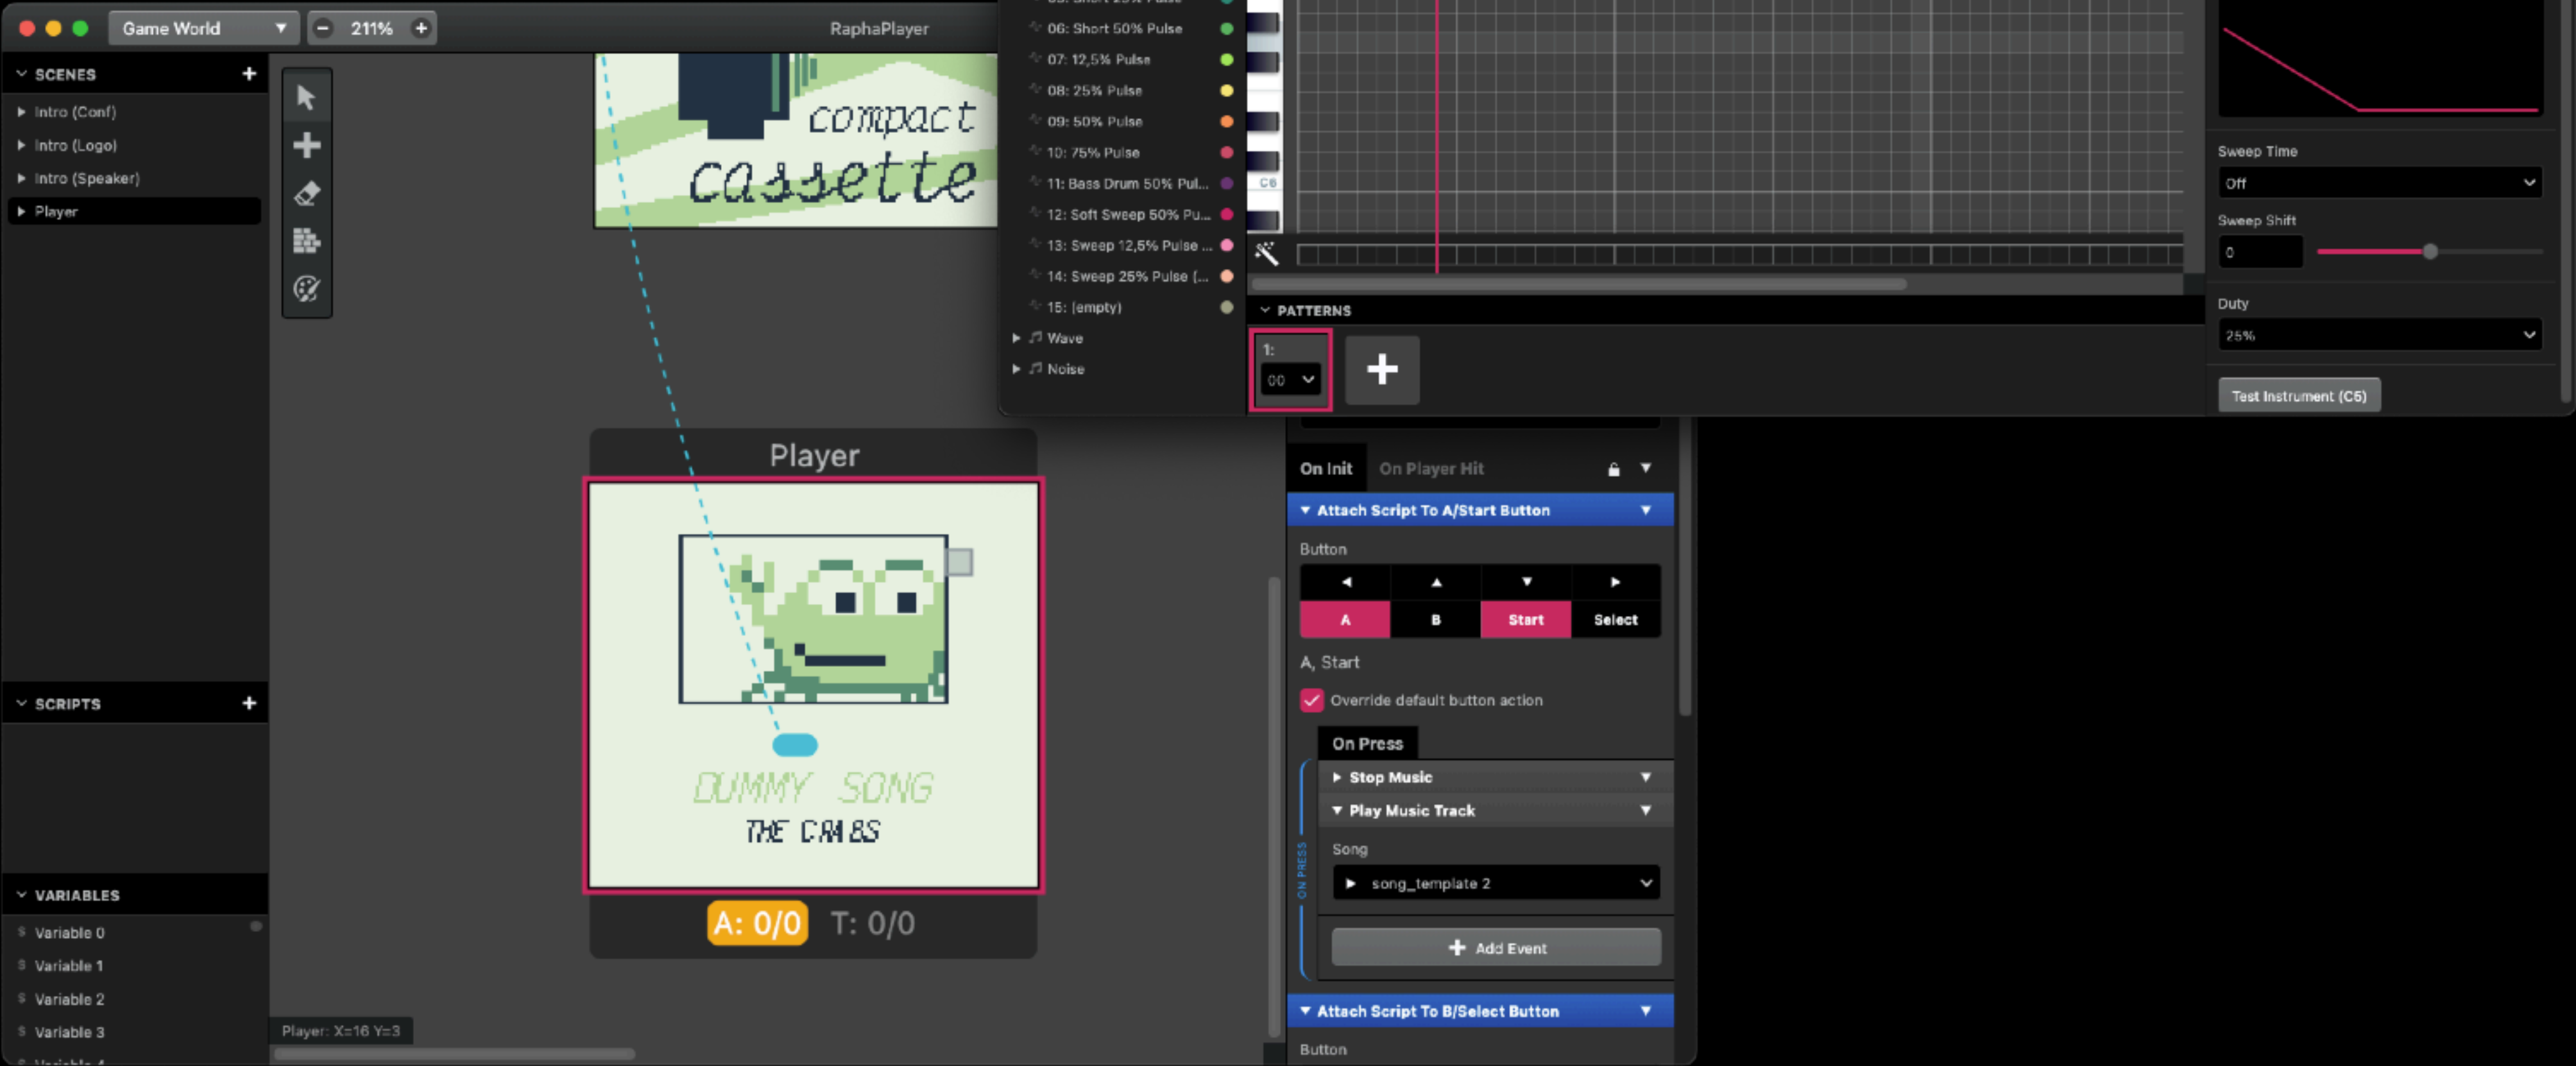 Game World
211%
RaphaPlayer
SCENES
Intro (Conf)
Intro (Logo)
Intro (Speaker)
Player
SCRIPTS
VARIABLES
$ Variable 0
$ Variable 1
$ Variable 2
$ Variable 3
compact
cassette
Player
DUMMY SONG
THE CRABS
A: 0/0 T: 0/0
Player: X=16 Y=3
06: Short 50% Pulse
07: 12,5% Pulse
08: 25% Pulse
09: 50% Pulse
10: 75% Pulse
11: Bass Drum 50% Pul...
12: Soft Sweep 50% Pu...
13: Sweep 12,5% Pulse ...
14: Sweep 25% Pulse (...
15: (empty)
Wave
Noise
C6
PATTERNS
1:
00
Sweep Time
Off
Sweep Shift
0
Duty
25%
Test Instrument (C5)
On Init On Player Hit
Attach Script To A/Start Button
Button
A B Start Select
A, Start
Override default button action
On Press
Stop Music
Play Music Track
Song
song_template 2
Add Event
ON PRESS
Attach Script To B/Select Button
Button